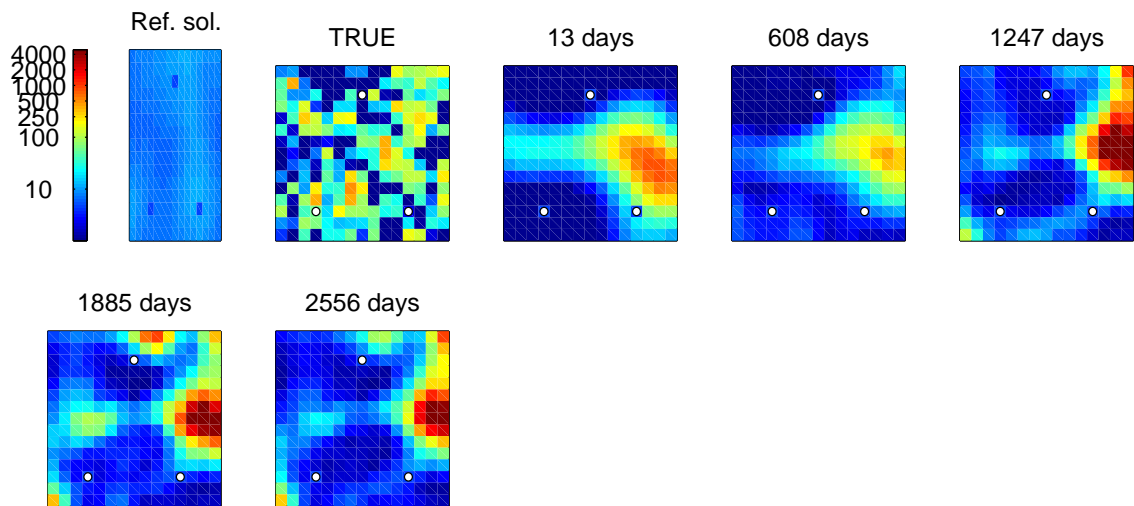 Ref. sol.
TRUE
13 days
608 days
1247 days
4000
2000
1000
500
250
100
10
1885 days
2556 days